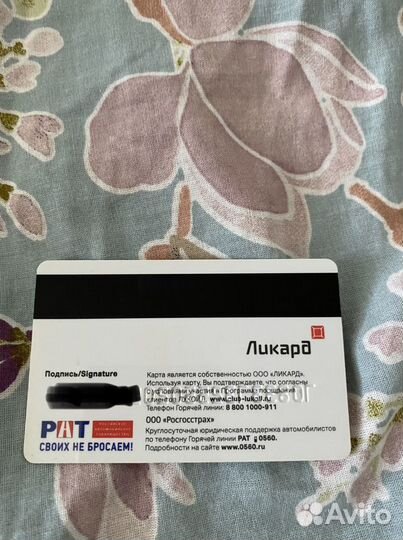 Ликард
Подпись/Signature
Карта является собственностью ООО «ЛИКАРД».
Используя карту, Вы подтверждаете, что согласны
с условиями участия в Программе поощрения
клиентов ЛУКОЙЛ. www.club-lukoil.ru
Телефон Горячей линии: 8 800 1000-911
ООО «Росгосстрах»
Круглосуточная юридическая поддержка автомобилистов
по телефону Горячей линии РАТ 0560.
Подробности на сайте www.0560.ru
РАТ
СВОИХ НЕ БРОСАЕМ!
Avito